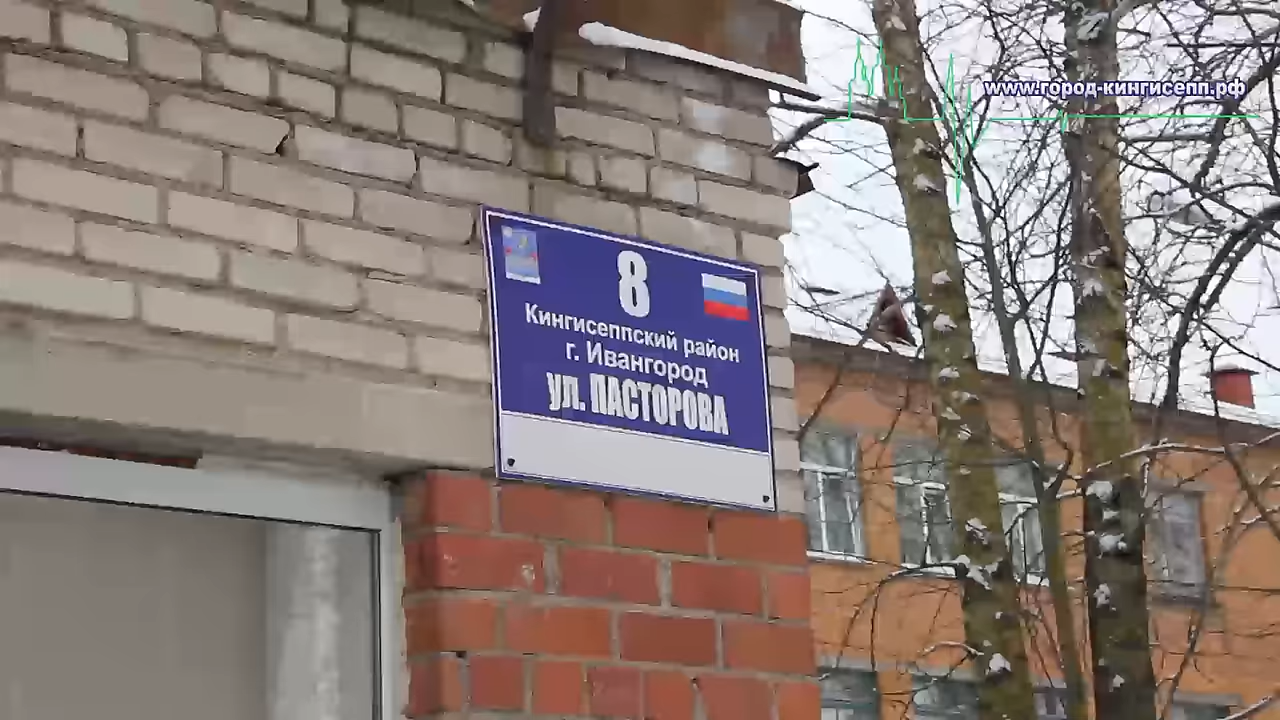 www.город-кингисепп.рф
8
Кингисеппский район
г. Ивангород
ул. ПАСТОРОВА